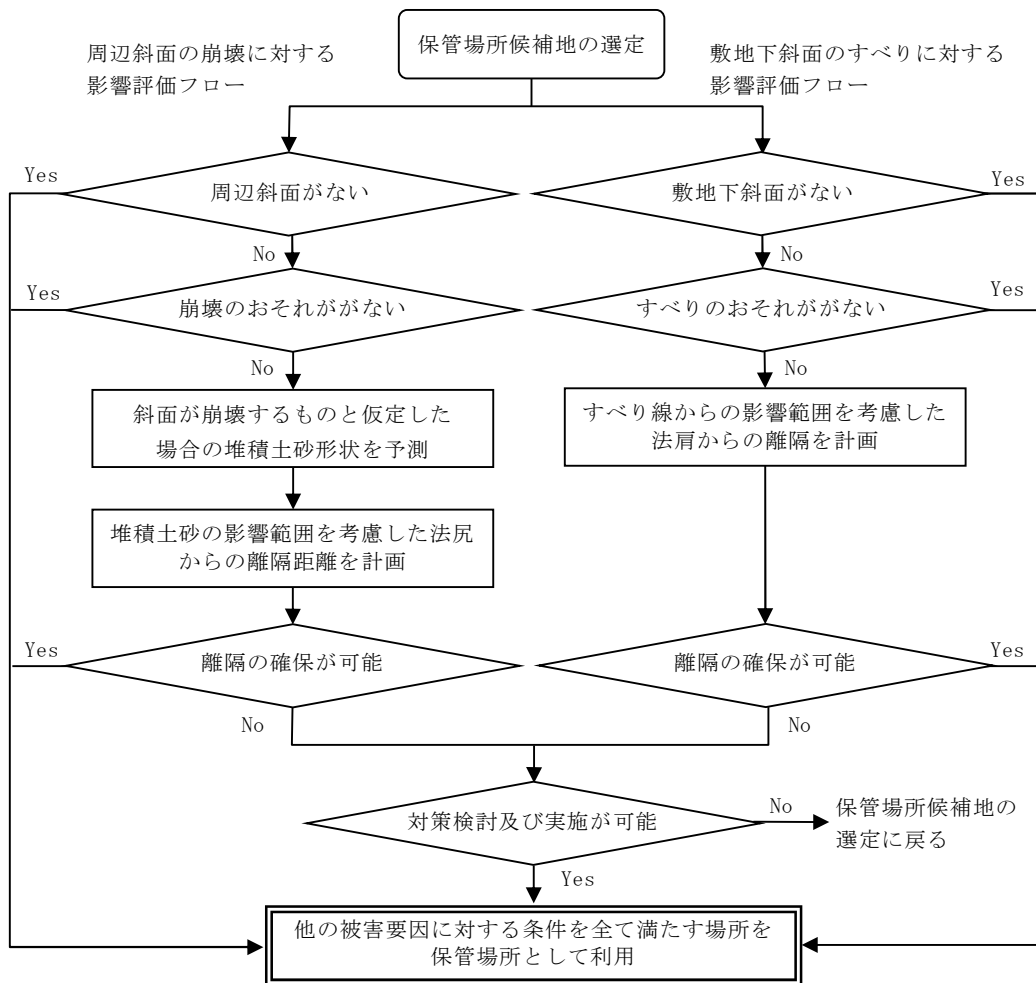 保管場所候補地の選定
周辺斜面の崩壊に対する
影響評価フロー
敷地下斜面のすべりに対する
影響評価フロー
Yes
周辺斜面がない
敷地下斜面がない
Yes
No
No
Yes
崩壊のおそれががない
すべりのおそれががない
Yes
No
No
斜面が崩壊するものと仮定した
場合の堆積土砂形状を予測
すべり線からの影響範囲を考慮した
法肩からの離隔を計画
堆積土砂の影響範囲を考慮した法尻
からの離隔距離を計画
Yes
離隔の確保が可能
離隔の確保が可能
Yes
No
No
対策検討及び実施が可能
No
保管場所候補地の
選定に戻る
Yes
他の被害要因に対する条件を全て満たす場所を
保管場所として利用